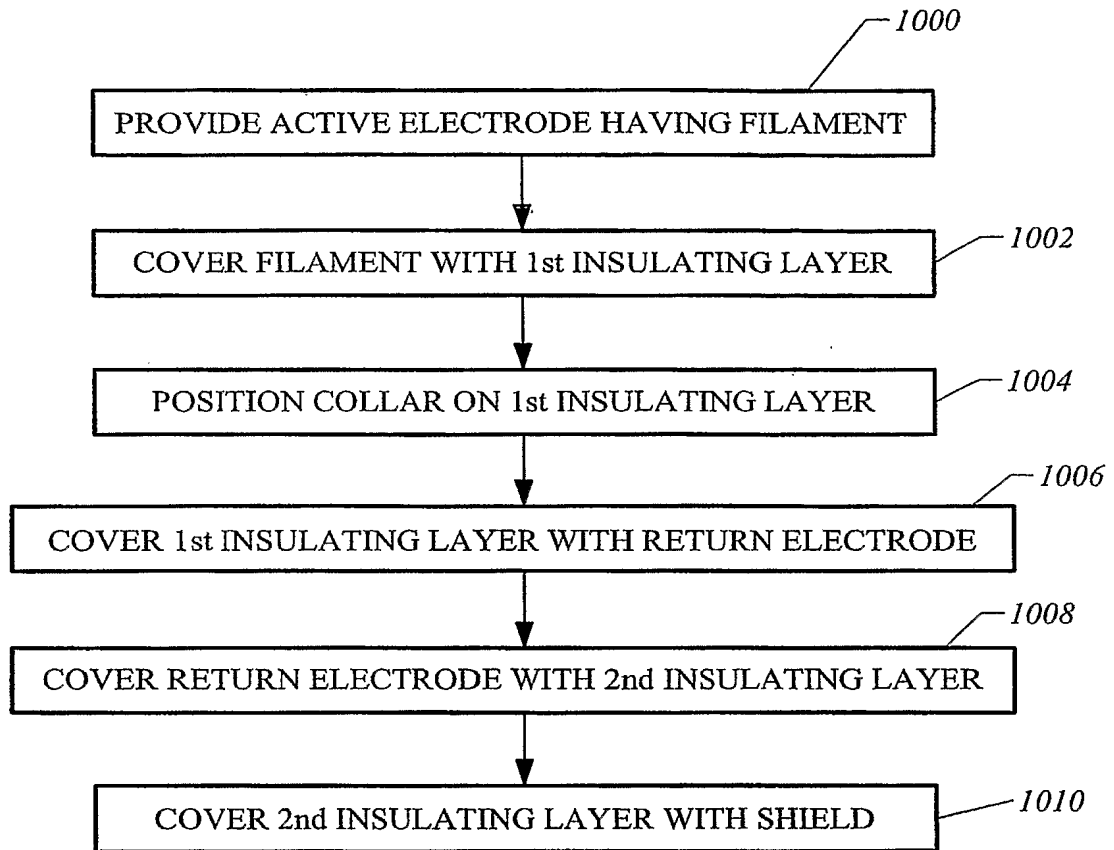 1000
PROVIDE ACTIVE ELECTRODE HAVING FILAMENT
1002
COVER FILAMENT WITH 1st INSULATING LAYER
1004
POSITION COLLAR ON 1st INSULATING LAYER
1006
COVER 1st INSULATING LAYER WITH RETURN ELECTRODE
1008
COVER RETURN ELECTRODE WITH 2nd INSULATING LAYER
1010
COVER 2nd INSULATING LAYER WITH SHIELD